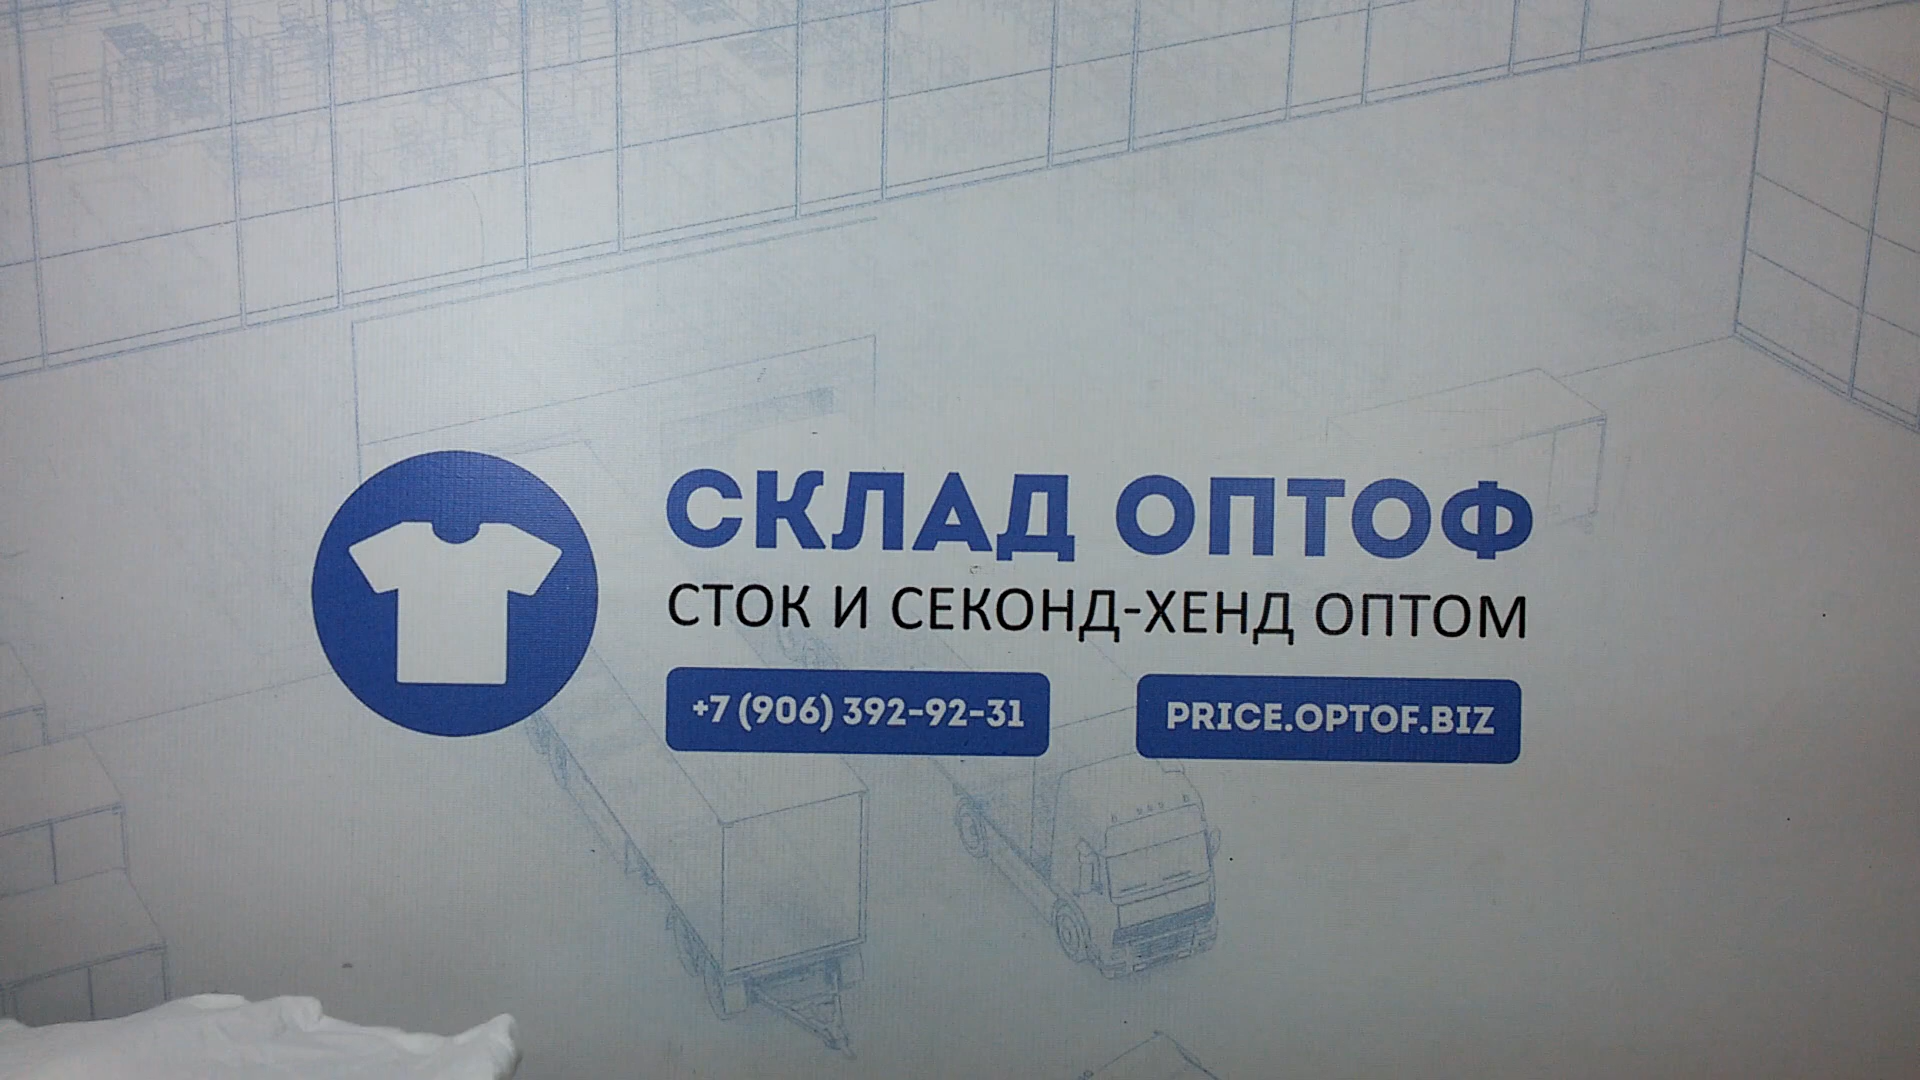 СКЛАД ОПТОФ
СТОК И СЕКОНД-ХЕНД ОПТОМ
+7 (906) 392-92-31
PRICE.OPTOF.BIZ